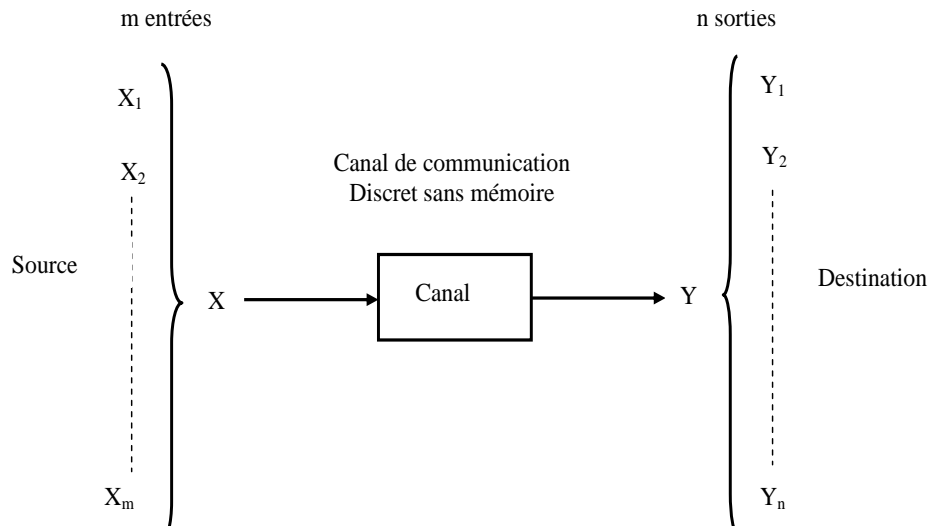 m entrées
n sorties
X₁
Y₁
X₂
Y₂
Canal de communication
Discret sans mémoire
Source
X
Canal
Y
Destination
Xₘ
Yₙ